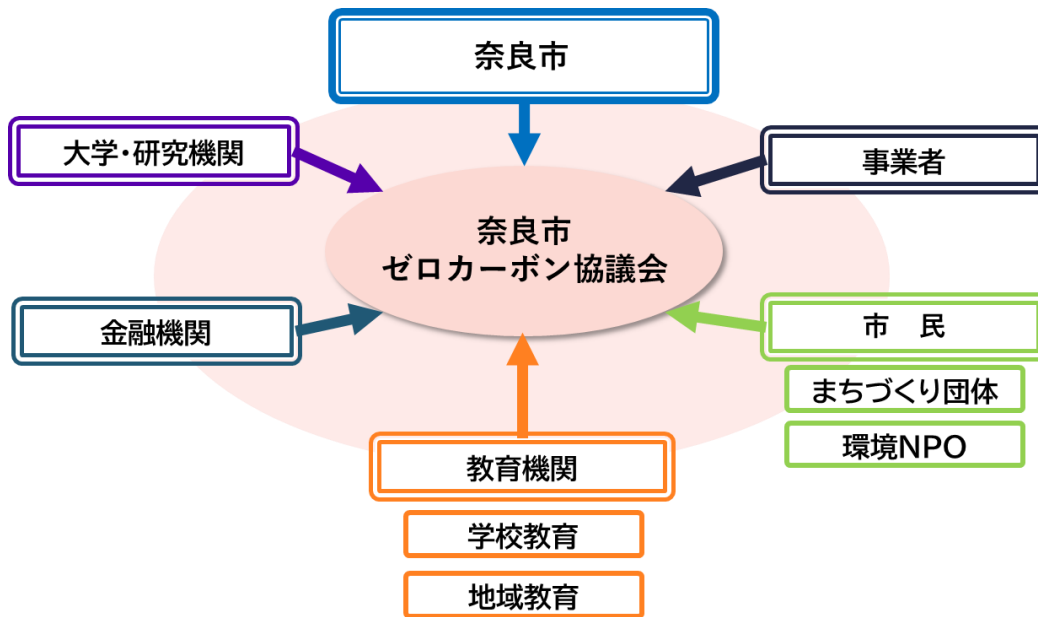 奈良市
大学・研究機関
事業者
奈良市
ゼロカーボン協議会
金融機関
市　民
まちづくり団体
環境NPO
教育機関
学校教育
地域教育